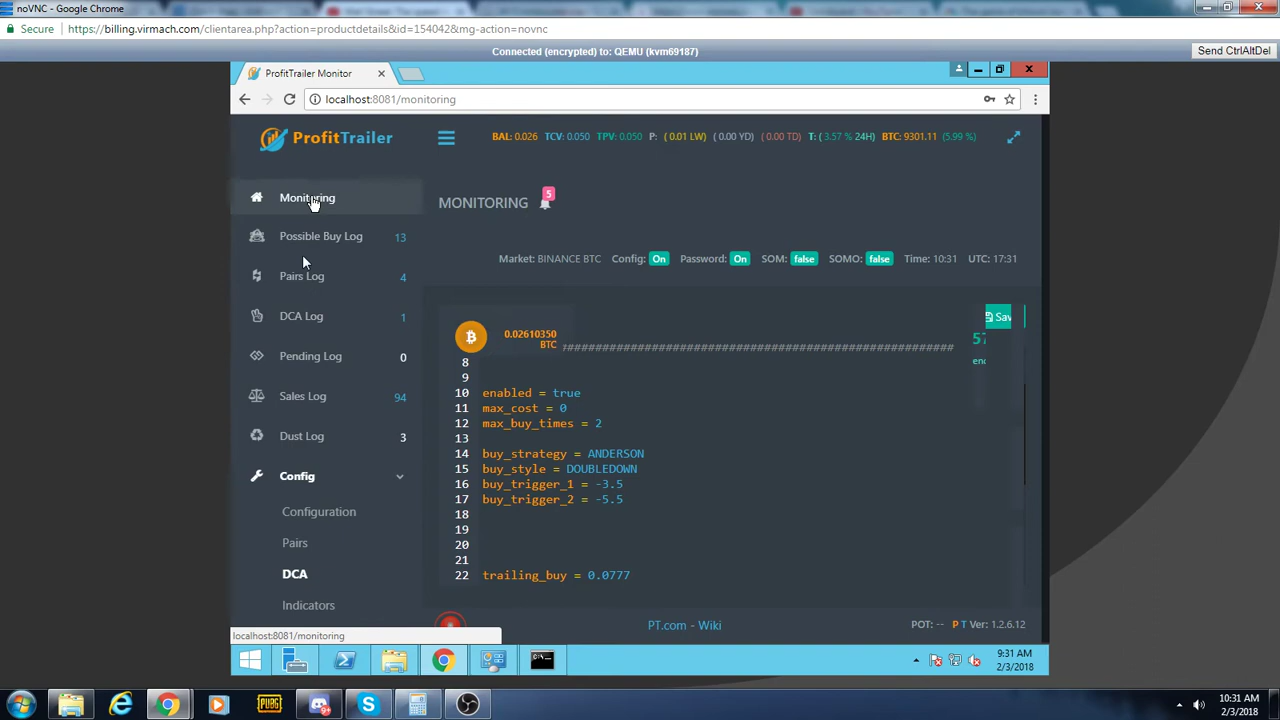 noVNC - Google Chrome
Secure https://billing.virmach.com/clientarea.php?action=productdetails&id=154042&mg-action=novnc
Connected (encrypted) to: QEMU (kvm69187)
Send CtrlAltDel
ProfitTrailer Monitor
localhost:8081/monitoring
ProfitTrailer
BAL: 0.026 TCV: 0.050 TPV: 0.050 P: ( 0.01 LW) ( 0.00 YD) ( 0.00 TD) T: ( 3.57 % 24H) BTC: 9301.11 (5.99 %)
Monitoring
Possible Buy Log 13
Pairs Log 4
DCA Log 1
Pending Log 0
Sales Log 94
Dust Log 3
Config
Configuration
Pairs
DCA
Indicators
MONITORING 5
Market: BINANCE BTC Config: On Password: On SOM: false SOMO: false Time: 10:31 UTC: 17:31
0.02610350
BTC
Sav
57
enc
8
9
10 enabled = true
11 max_cost = 0
12 max_buy_times = 2
13
14 buy_strategy = ANDERSON
15 buy_style = DOUBLEDOWN
16 buy_trigger_1 = -3.5
17 buy_trigger_2 = -5.5
18
19
20
21
22 trailing_buy = 0.0777
PT.com - Wiki
POT: -- P T Ver: 1.2.6.12
localhost:8081/monitoring
9:31 AM
2/3/2018
PUBG
9+
10:31 AM
2/3/2018